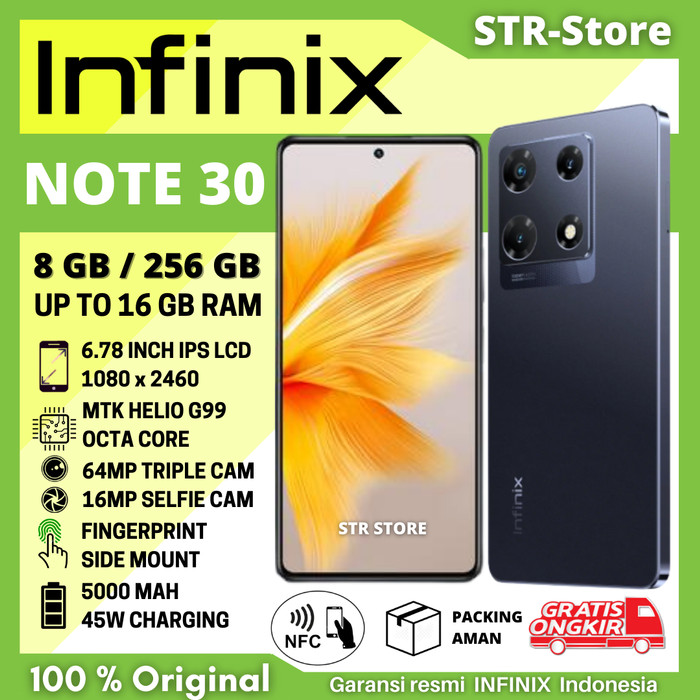 STR-Store
Infinix
NOTE 30
8 GB / 256 GB
UP TO 16 GB RAM
6.78 INCH IPS LCD
1080 x 2460
MTK HELIO G99
OCTA CORE
64MP TRIPLE CAM
16MP SELFIE CAM
FINGERPRINT
SIDE MOUNT
5000 MAH
45W CHARGING
STR STORE
Infinix
NFC
PACKING
AMAN
GRATIS
ONGKIR
100 % Original
Garansi resmi INFINIX Indonesia